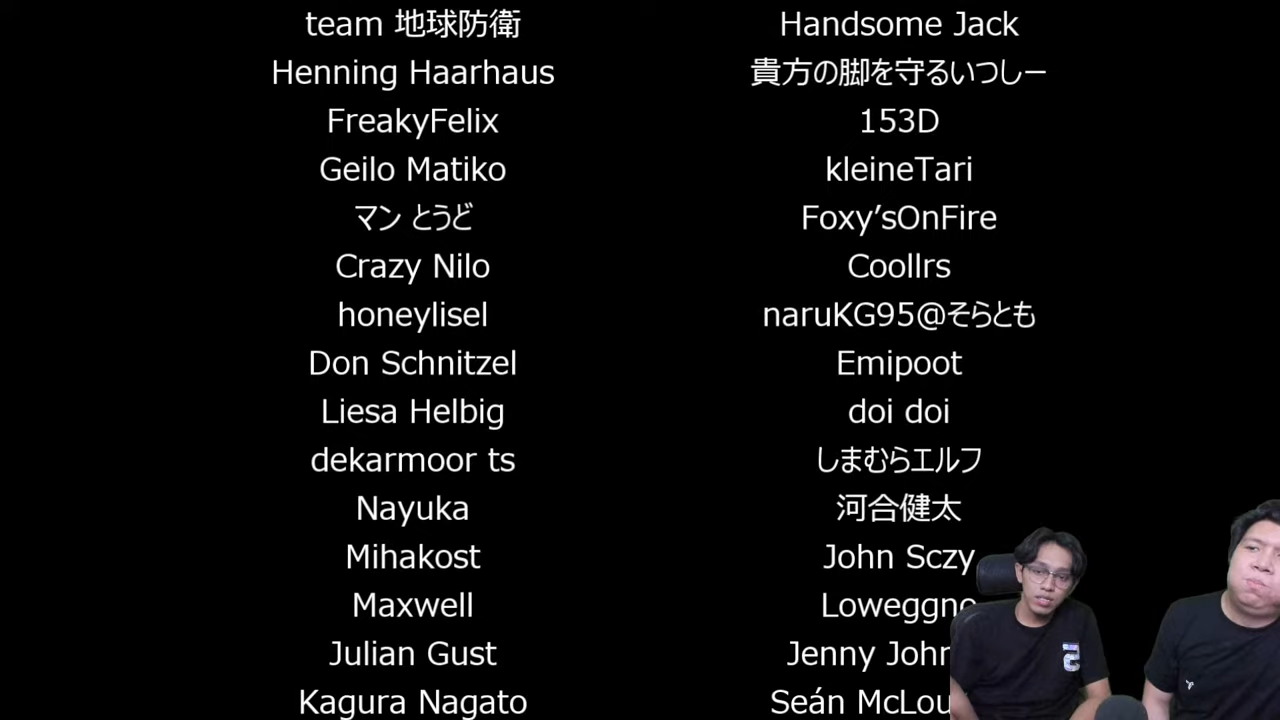 team 地球防衛 Handsome Jack
Henning Haarhaus 貴方の脚を守るいつしー
FreakyFelix 153D
Geilo Matiko kleineTari
マン とうど Foxy’sOnFire
Crazy Nilo Coollrs
honeylisel naruKG95@そらとも
Don Schnitzel Emipoot
Liesa Helbig doi doi
dekarmoor ts しまむらエルフ
Nayuka 河合健太
Mihakost John Sczy
Maxwell
Julian Gust Jenny
Kagura Nagato Seán